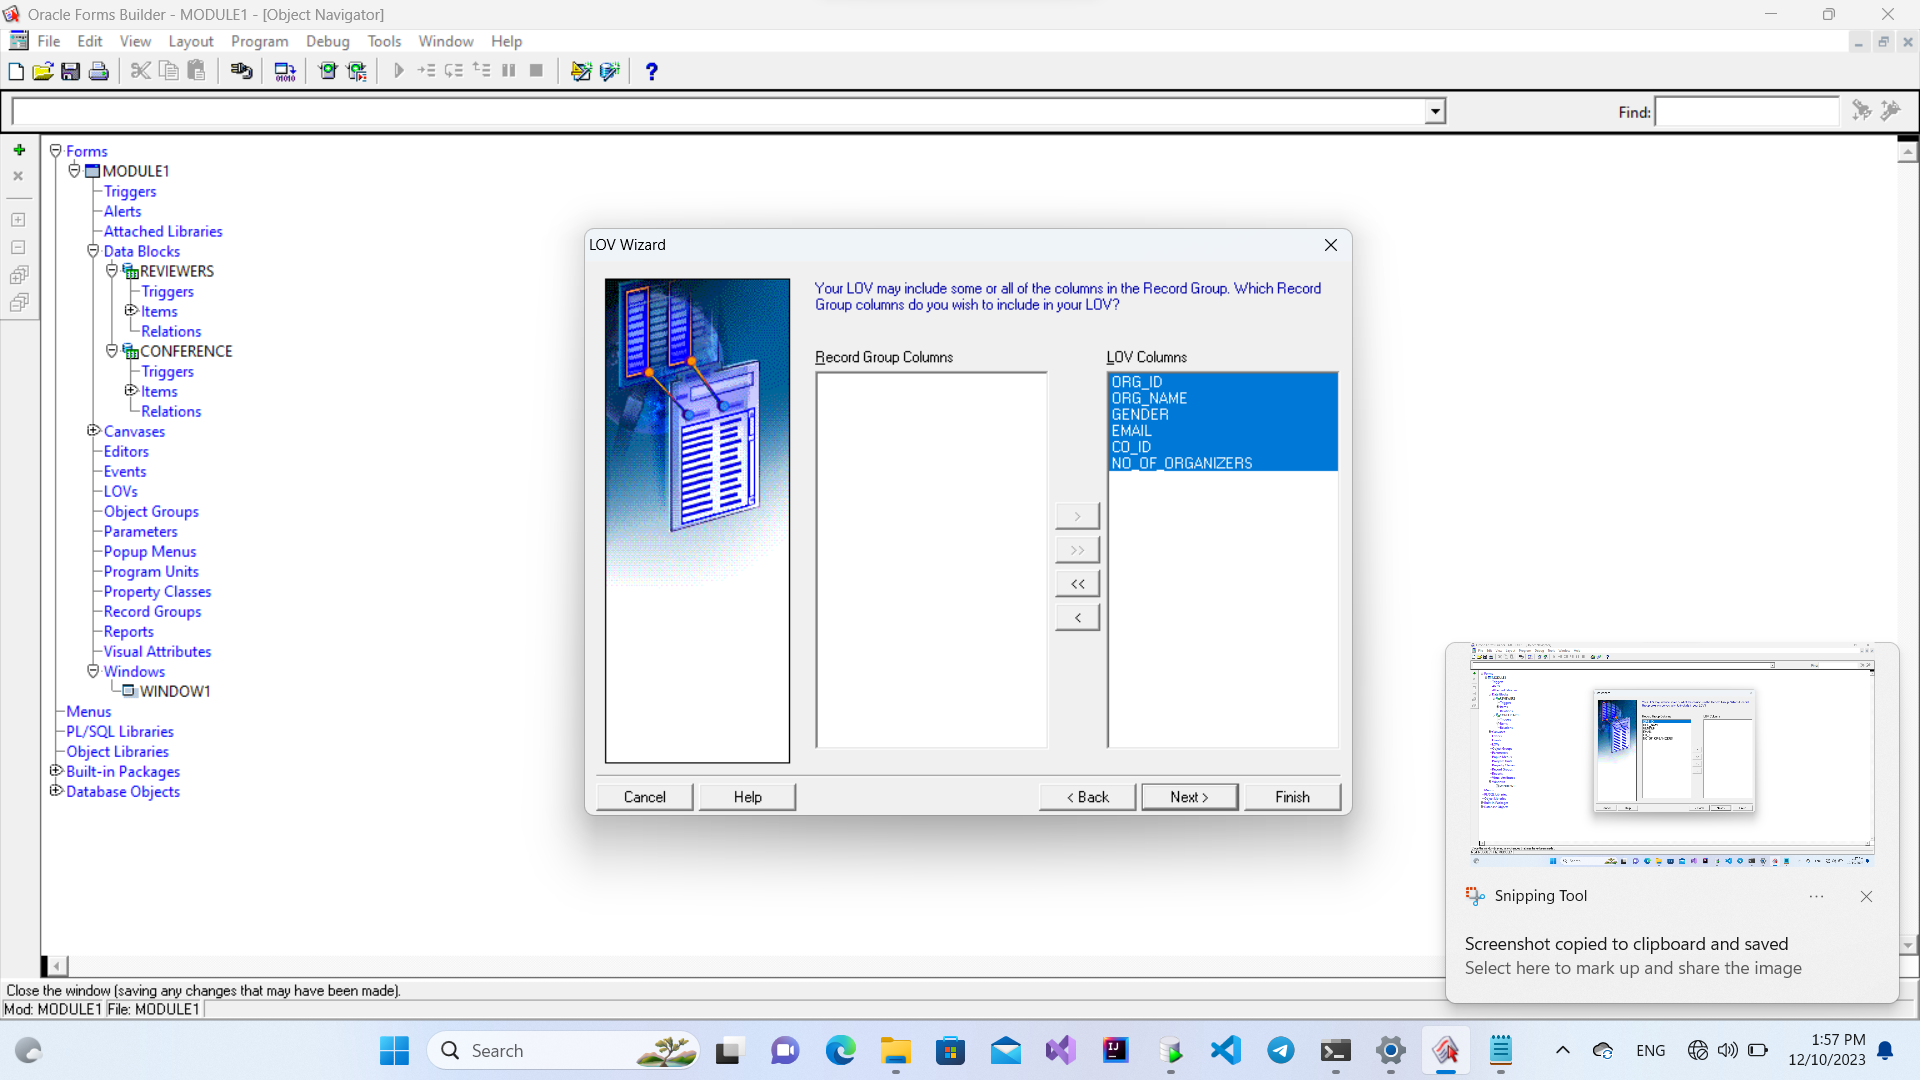 Oracle Forms Builder - MODULE1 - [Object Navigator]
File Edit View Layout Program Debug Tools Window Help
Find:
Forms
MODULE1
Triggers
Alerts
Attached Libraries
Data Blocks
REVIEWERS
Triggers
Items
Relations
CONFERENCE
Triggers
Items
Relations
Canvases
Editors
Events
LOVs
Object Groups
Parameters
Popup Menus
Program Units
Property Classes
Record Groups
Reports
Visual Attributes
Windows
WINDOW1
Menus
PL/SQL Libraries
Object Libraries
Built-in Packages
Database Objects
LOV Wizard
Your LOV may include some or all of the columns in the Record Group. Which Record
Group columns do you wish to include in your LOV?
Record Group Columns
LOV Columns
ORG_ID
ORG_NAME
GENDER
EMAIL
CO_ID
NO_OF_ORGANIZERS
>
>>
<<
<
Cancel Help < Back Next > Finish
Snipping Tool
Screenshot copied to clipboard and saved
Select here to mark up and share the image
Close the window (saving any changes that may have been made).
Mod: MODULE1 File: MODULE1
Search
ENG
1:57 PM
12/10/2023